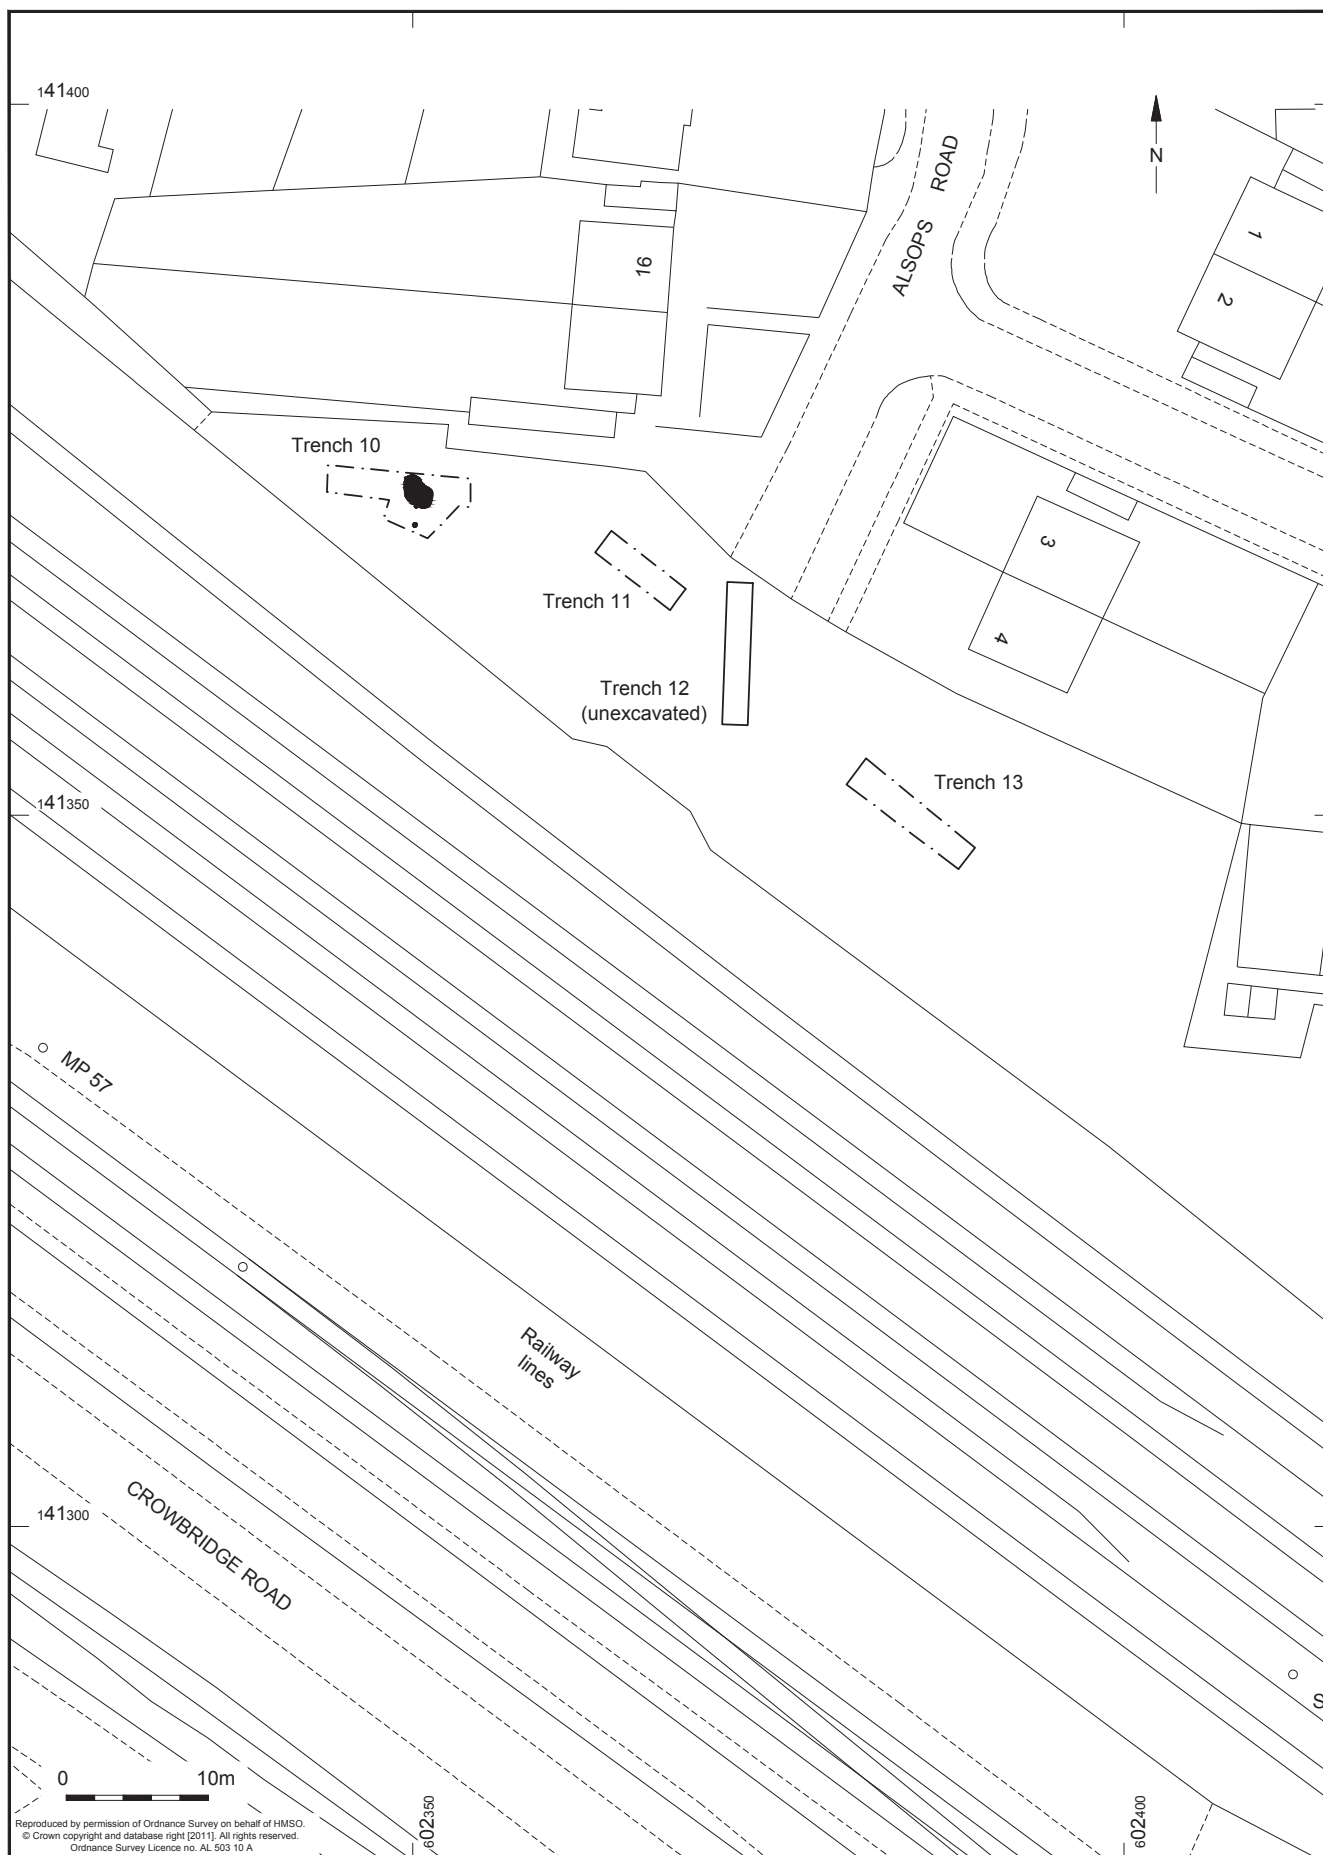 141400
N
ALSOPS ROAD
16
1
2
Trench 10
3
4
Trench 11
Trench 12
(unexcavated)
Trench 13
141350
MP 57
Railway
lines
CROWBRIDGE ROAD
141300
S
0 10m
602350
602400
Reproduced by permission of Ordnance Survey on behalf of HMSO.
© Crown copyright and database right [2011]. All rights reserved.
Ordnance Survey Licence no. AL 503 10 A